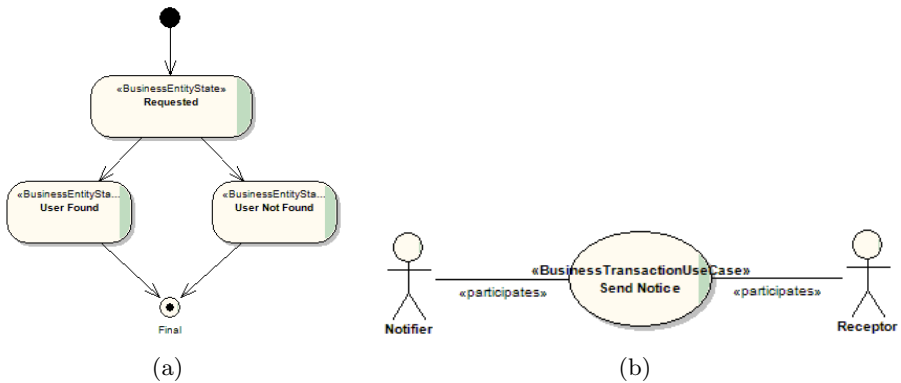 «BusinessEntityState»
Requested
«BusinessEntitySta...
User Found
«BusinessEntitySta...
User Not Found
Final
(a)
«BusinessTransactionUseCase»
Send Notice
«participates»
«participates»
Notifier
Receptor
(b)